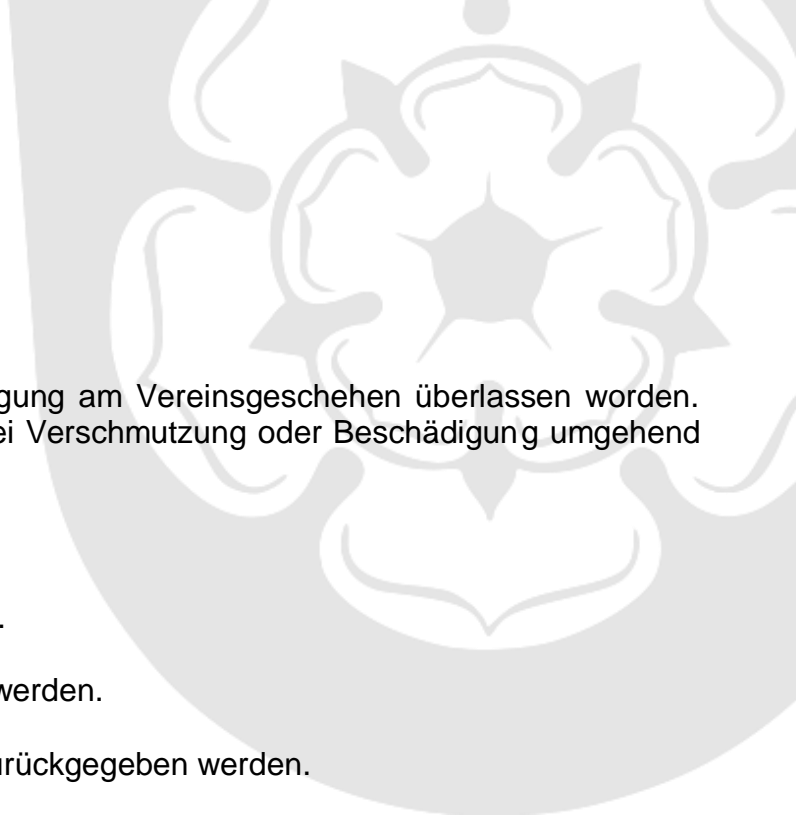 gung am Vereinsgeschehen überlassen worden.
ei Verschmutzung oder Beschädigung umgehend
.
werden.
urückgegeben werden.